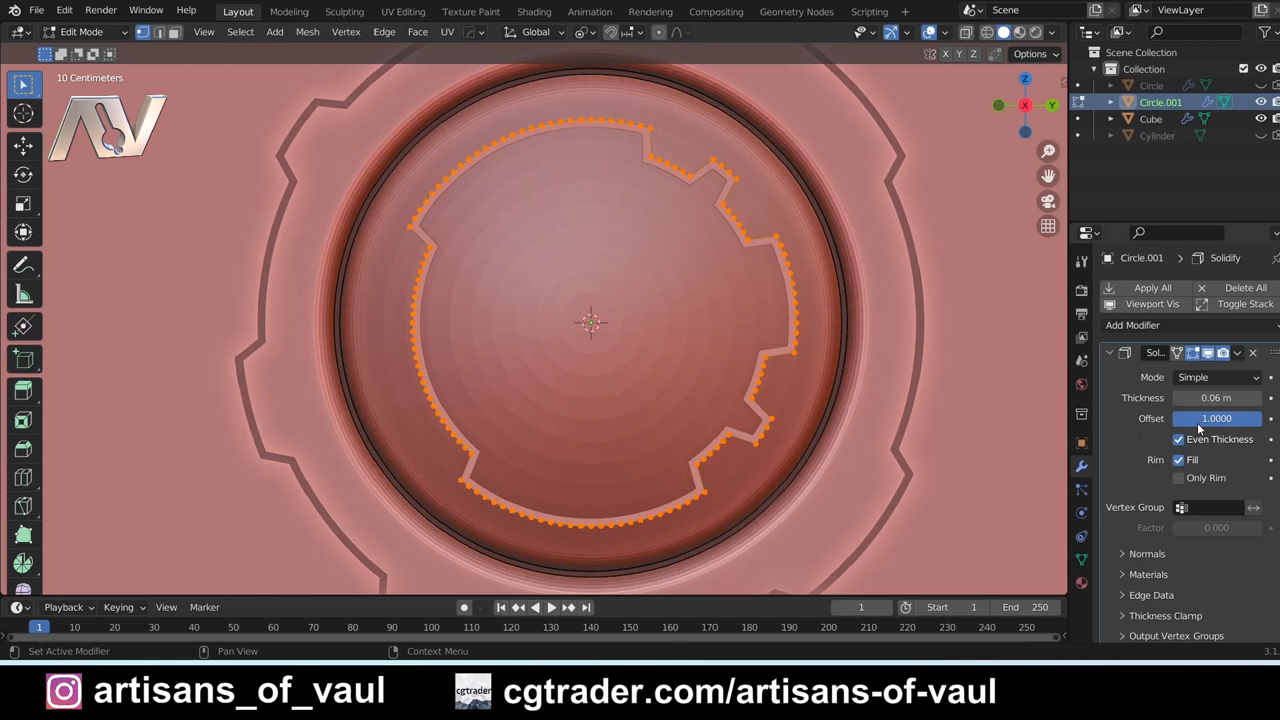 File Edit Render Window Help Layout Modeling Sculpting UV Editing Texture Paint Shading Animation Rendering Compositing Geometry Nodes Scripting Scene ViewLayer
Edit Mode View Select Add Mesh Vertex Edge Face UV Global
X Y Z Options
Scene Collection
Collection
Circle
Circle.001
Cube
Cylinder
10 Centimeters
AV
Z
X
Y
Circle.001 > Solidify
Apply All Delete All
Viewport Vis Toggle Stack
Add Modifier
Sol...
Mode Simple
Thickness 0.06 m
Offset 1.0000
Even Thickness
Rim Fill
Only Rim
Vertex Group
Factor 0.000
Normals
Materials
Edge Data
Thickness Clamp
Output Vertex Groups
Playback Keying View Marker 1 Start 1 End 250
1 10 20 30 40 50 60 70 80 90 100 110 120 130 140 150 160 170 180 190 200 210 220 230 240 250
Set Active Modifier Pan View Context Menu 3.1.
artisans_of_vaul cgtrader cgtrader.com/artisans-of-vaul